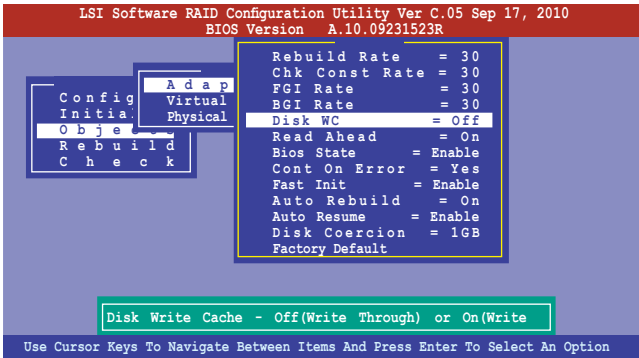 LSI Software RAID Configuration Utility Ver C.05 Sep 17, 2010
BIOS Version A.10.09231523R
Config
Initia
Objects
Rebuild
Check
Adap
Virtual
Physical
Rebuild Rate = 30
Chk Const Rate = 30
FGI Rate = 30
BGI Rate = 30
Disk WC = Off
Read Ahead = On
Bios State = Enable
Cont On Error = Yes
Fast Init = Enable
Auto Rebuild = On
Auto Resume = Enable
Disk Coercion = 1GB
Factory Default
Disk Write Cache - Off(Write Through) or On(Write
Use Cursor Keys To Navigate Between Items And Press Enter To Select An Option